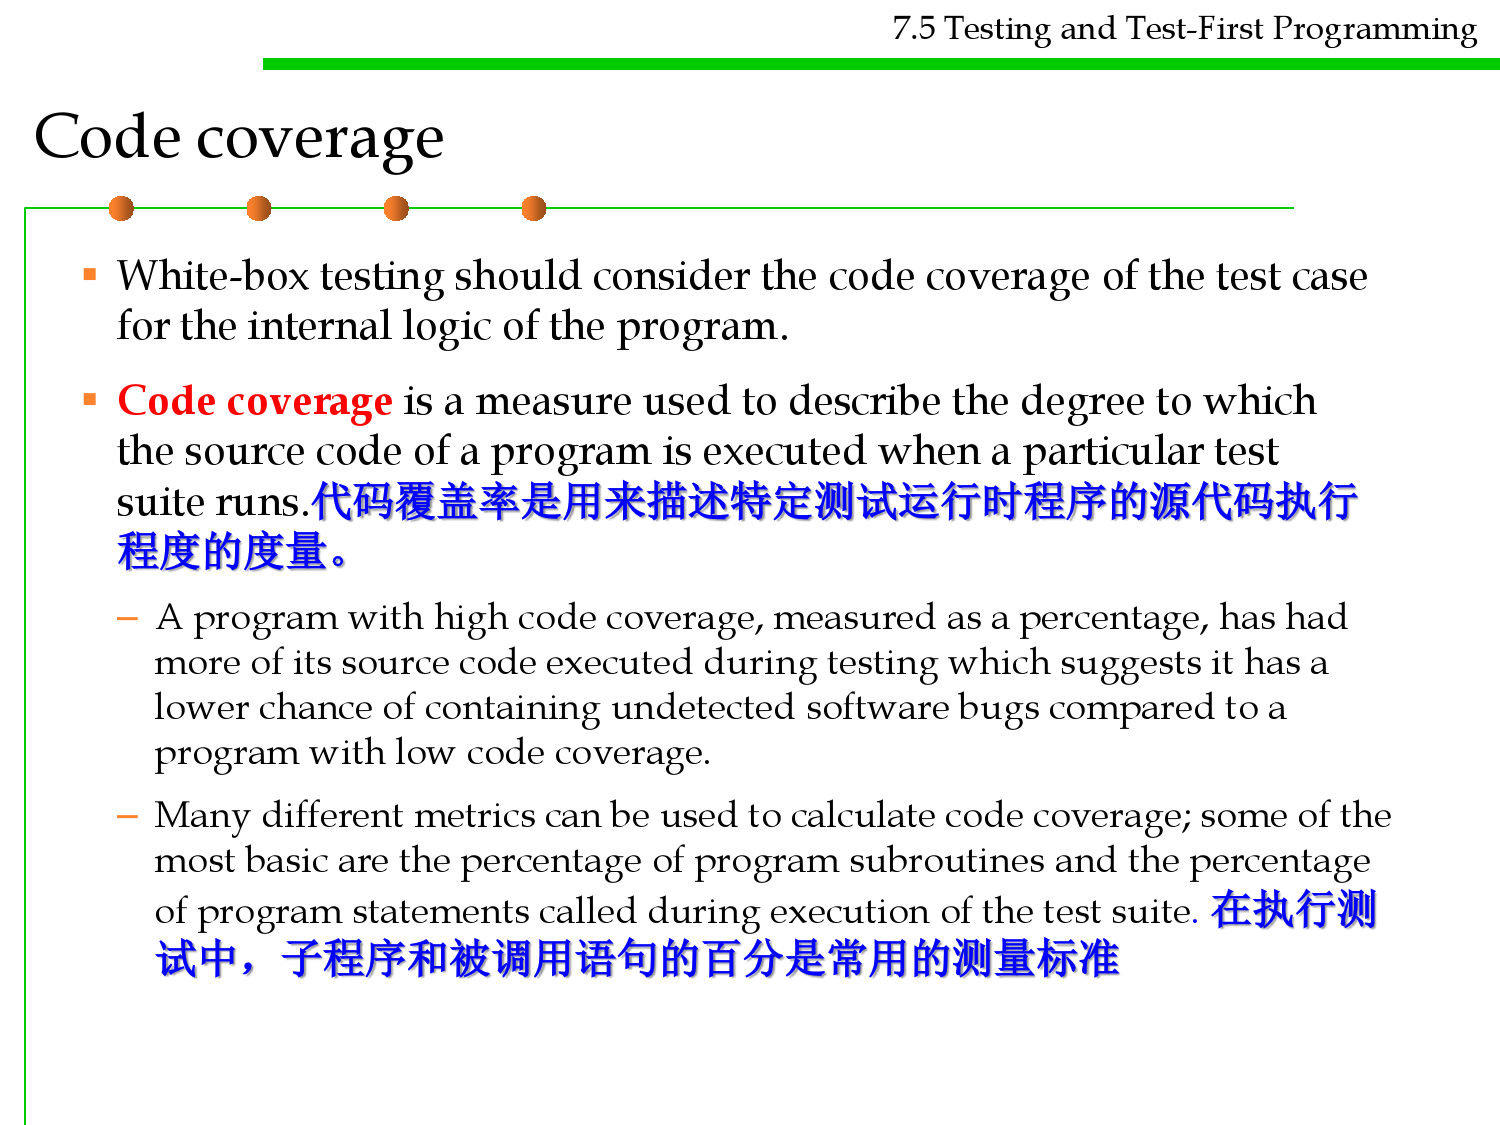 7.5 Testing and Test-First Programming
Code coverage
White-box testing should consider the code coverage of the test case
for the internal logic of the program.
Code coverage is a measure used to describe the degree to which
the source code of a program is executed when a particular test
suite runs.代码覆盖率是用来描述特定测试运行时程序的源代码执行
程度的度量。
– A program with high code coverage, measured as a percentage, has had
more of its source code executed during testing which suggests it has a
lower chance of containing undetected software bugs compared to a
program with low code coverage.
– Many different metrics can be used to calculate code coverage; some of the
most basic are the percentage of program subroutines and the percentage
of program statements called during execution of the test suite. 在执行测
试中，子程序和被调用语句的百分是常用的测量标准